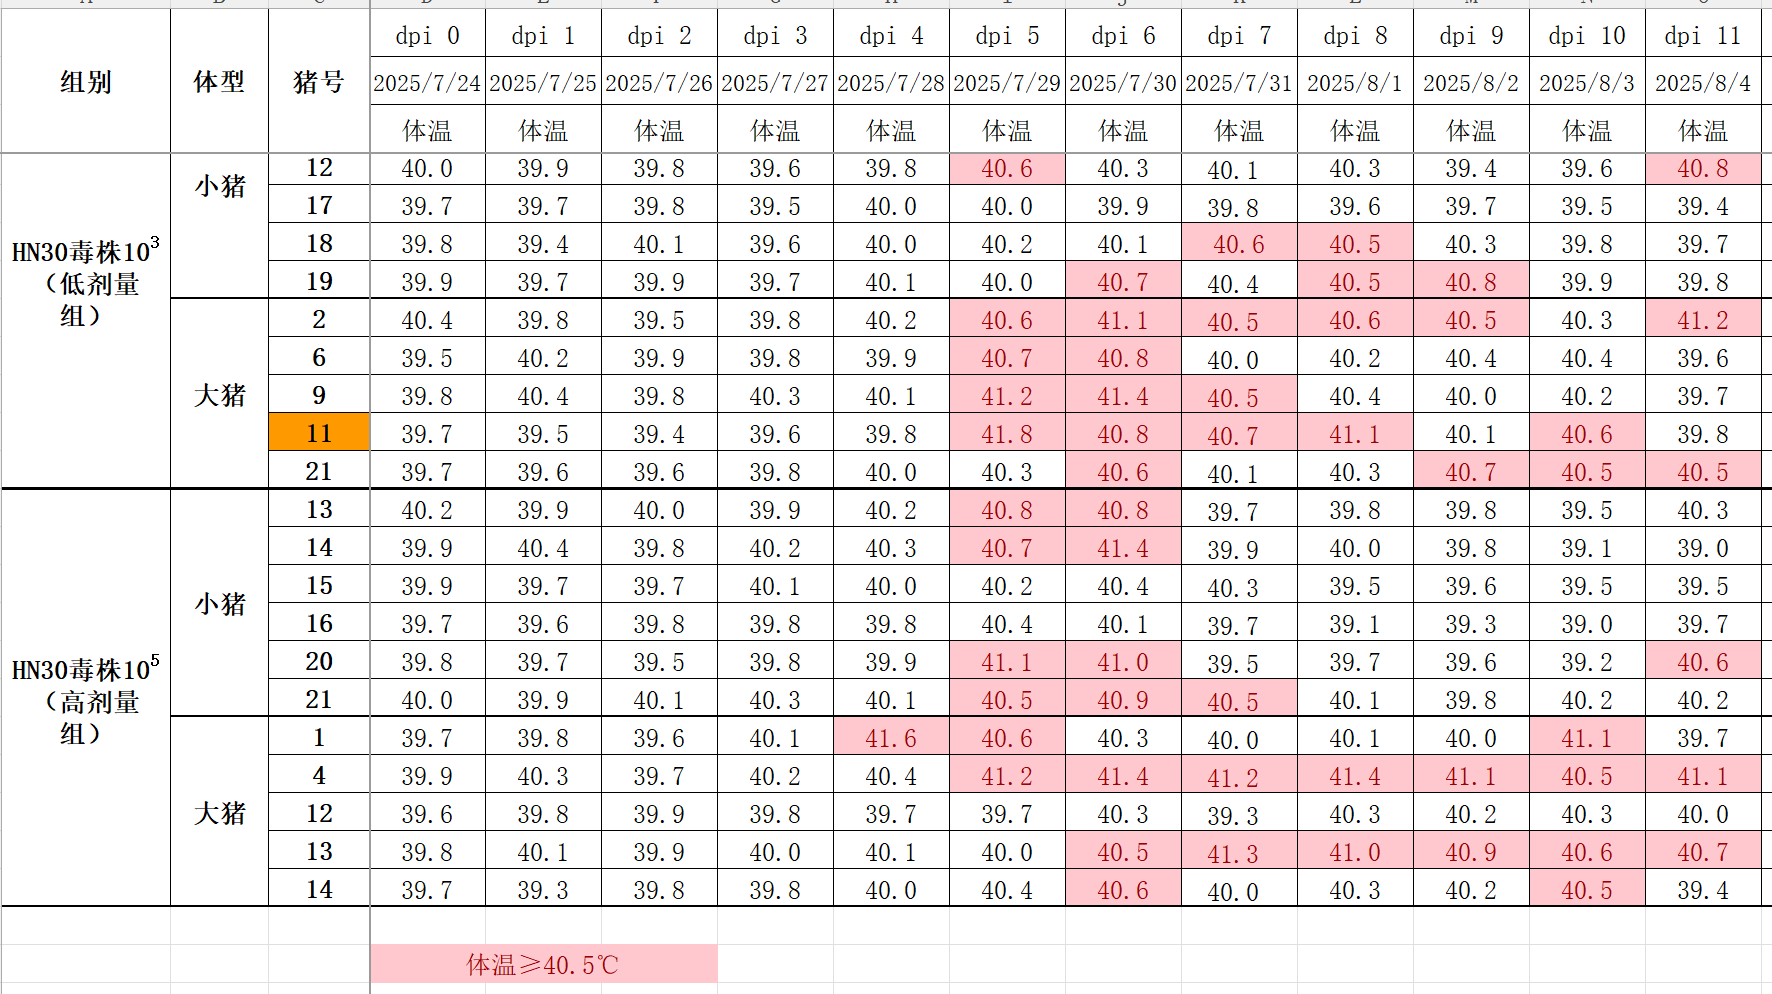 组别 体型 猪号 dpi 0 dpi 1 dpi 2 dpi 3 dpi 4 dpi 5 dpi 6 dpi 7 dpi 8 dpi 9 dpi 10 dpi 11
2025/7/24 2025/7/25 2025/7/26 2025/7/27 2025/7/28 2025/7/29 2025/7/30 2025/7/31 2025/8/1 2025/8/2 2025/8/3 2025/8/4
体温 体温 体温 体温 体温 体温 体温 体温 体温 体温 体温 体温
HN30毒株10³
（低剂量
组）
小猪
12 40.0 39.9 39.8 39.6 39.8 40.6 40.3 40.1 40.3 39.4 39.6 40.8
17 39.7 39.7 39.8 39.5 40.0 40.0 39.9 39.8 39.6 39.7 39.5 39.4
18 39.8 39.4 40.1 39.6 40.0 40.2 40.1 40.6 40.5 40.3 39.8 39.7
19 39.9 39.7 39.9 39.7 40.1 40.0 40.7 40.4 40.5 40.8 39.9 39.8
大猪
2 40.4 39.8 39.5 39.8 40.2 40.6 41.1 40.5 40.6 40.5 40.3 41.2
6 39.5 40.2 39.9 39.8 39.9 40.7 40.8 40.0 40.2 40.4 40.4 39.6
9 39.8 40.4 39.8 40.3 40.1 41.2 41.4 40.5 40.4 40.0 40.2 39.7
11 39.7 39.5 39.4 39.6 39.8 41.8 40.8 40.7 41.1 40.1 40.6 39.8
21 39.7 39.6 39.6 39.8 40.0 40.3 40.6 40.1 40.3 40.7 40.5 40.5
HN30毒株10⁵
（高剂量
组）
小猪
13 40.2 39.9 40.0 39.9 40.2 40.8 40.8 39.7 39.8 39.8 39.5 40.3
14 39.9 40.4 39.8 40.2 40.3 40.7 41.4 39.9 40.0 39.8 39.1 39.0
15 39.9 39.7 39.7 40.1 40.0 40.2 40.4 40.3 39.5 39.6 39.5 39.5
16 39.7 39.6 39.8 39.8 39.8 40.4 40.1 39.7 39.1 39.3 39.0 39.7
20 39.8 39.7 39.5 39.8 39.9 41.1 41.0 39.5 39.7 39.6 39.2 40.6
21 40.0 39.9 40.1 40.3 40.1 40.5 40.9 40.5 40.1 39.8 40.2 40.2
大猪
1 39.7 39.8 39.6 40.1 41.6 40.6 40.3 40.0 40.1 40.0 41.1 39.7
4 39.9 40.3 39.7 40.2 40.4 41.2 41.4 41.2 41.4 41.1 40.5 41.1
12 39.6 39.8 39.9 39.8 39.7 39.7 40.3 39.3 40.3 40.2 40.3 40.0
13 39.8 40.1 39.9 40.0 40.1 40.0 40.5 41.3 41.0 40.9 40.6 40.7
14 39.7 39.3 39.8 39.8 40.0 40.4 40.6 40.0 40.3 40.2 40.5 39.4
体温≥40.5℃